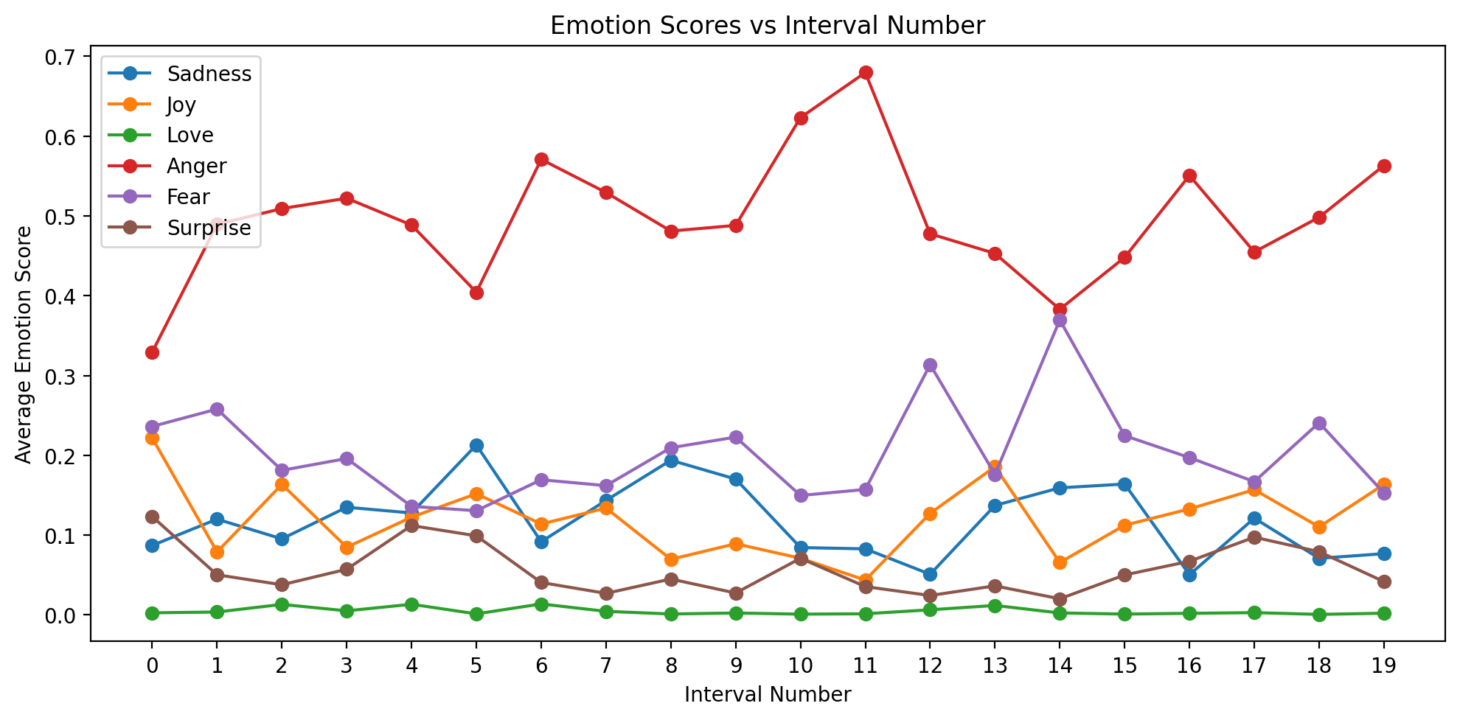 Emotion Scores vs Interval Number
0.7
0.6
0.5
0.4
0.3
0.2
0.1
0.0
Average Emotion Score
Sadness
Joy
Love
Anger
Fear
Surprise
0 1 2 3 4 5 6 7 8 9 10 11 12 13 14 15 16 17 18 19
Interval Number